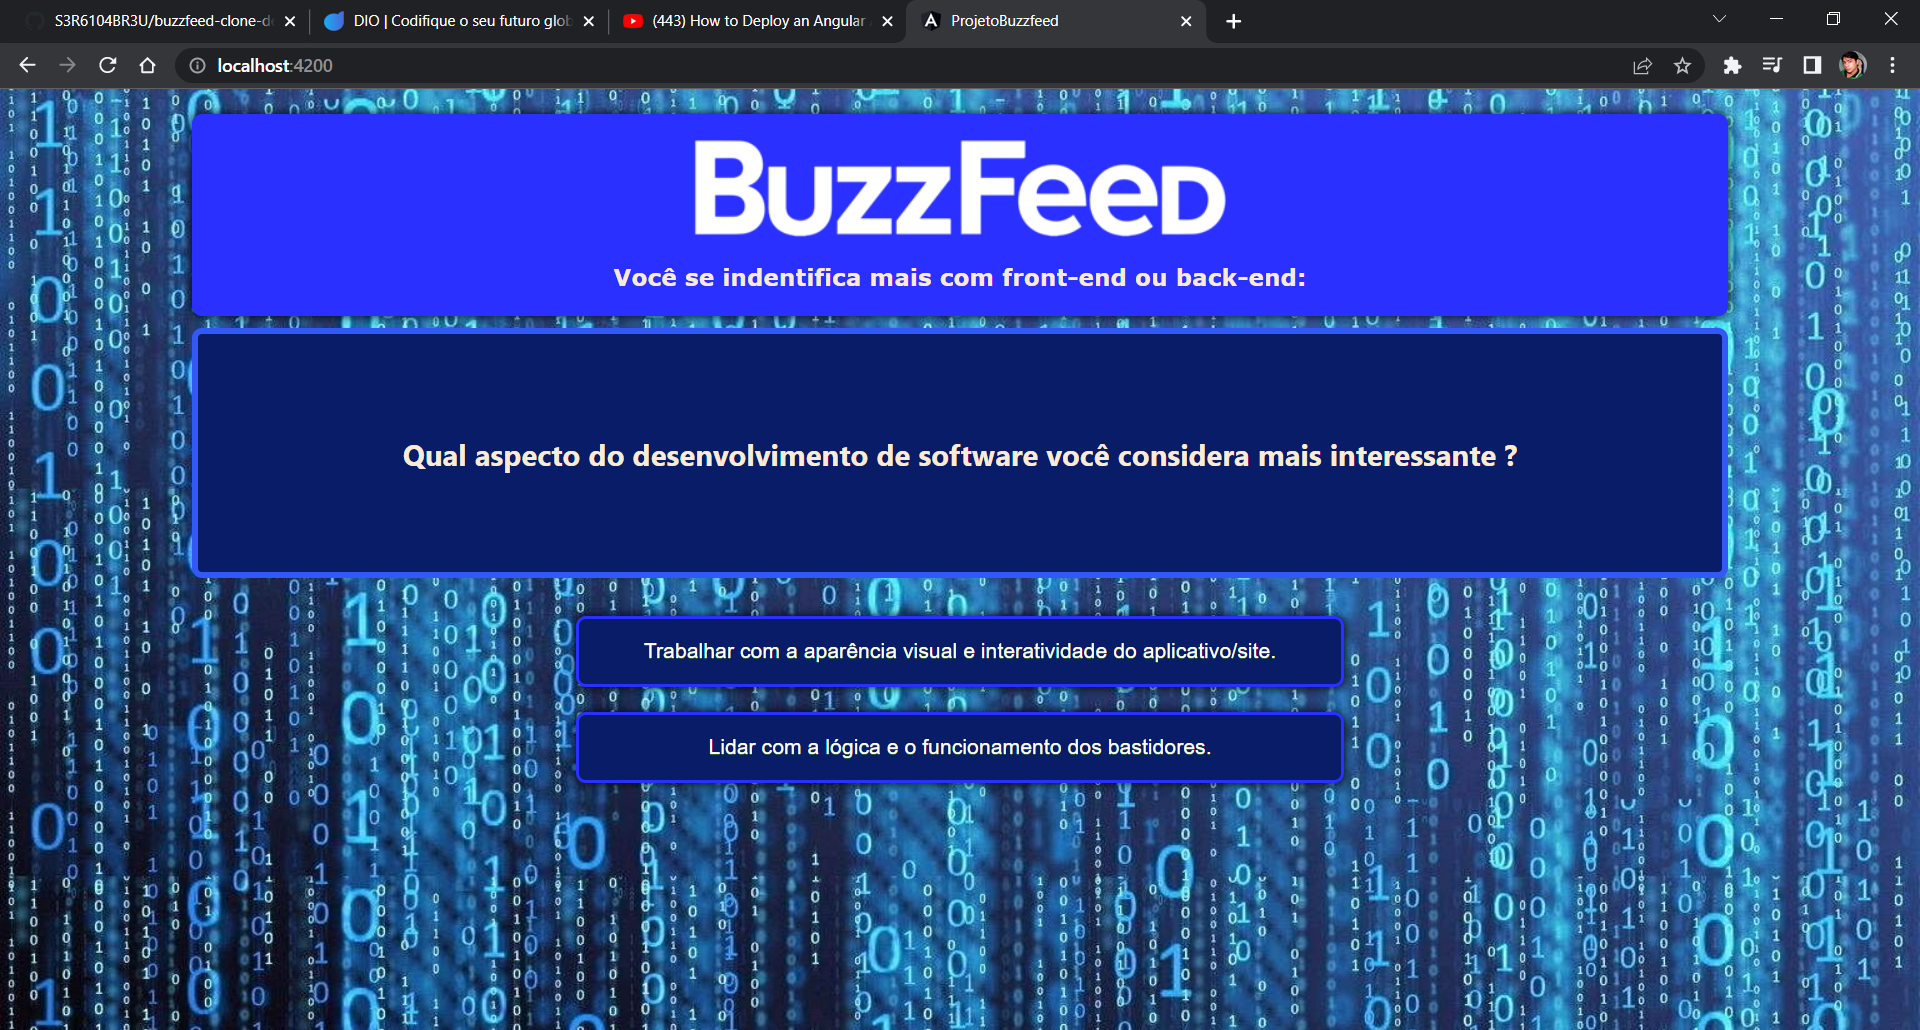 S3R6104BR3U/buzzfeed-clone-de
DIO | Codifique o seu futuro glob
(443) How to Deploy an Angular
ProjetoBuzzfeed
localhost:4200
BuzzFeed
Você se indentifica mais com front-end ou back-end:
Qual aspecto do desenvolvimento de software você considera mais interessante ?
Trabalhar com a aparência visual e interatividade do aplicativo/site.
Lidar com a lógica e o funcionamento dos bastidores.